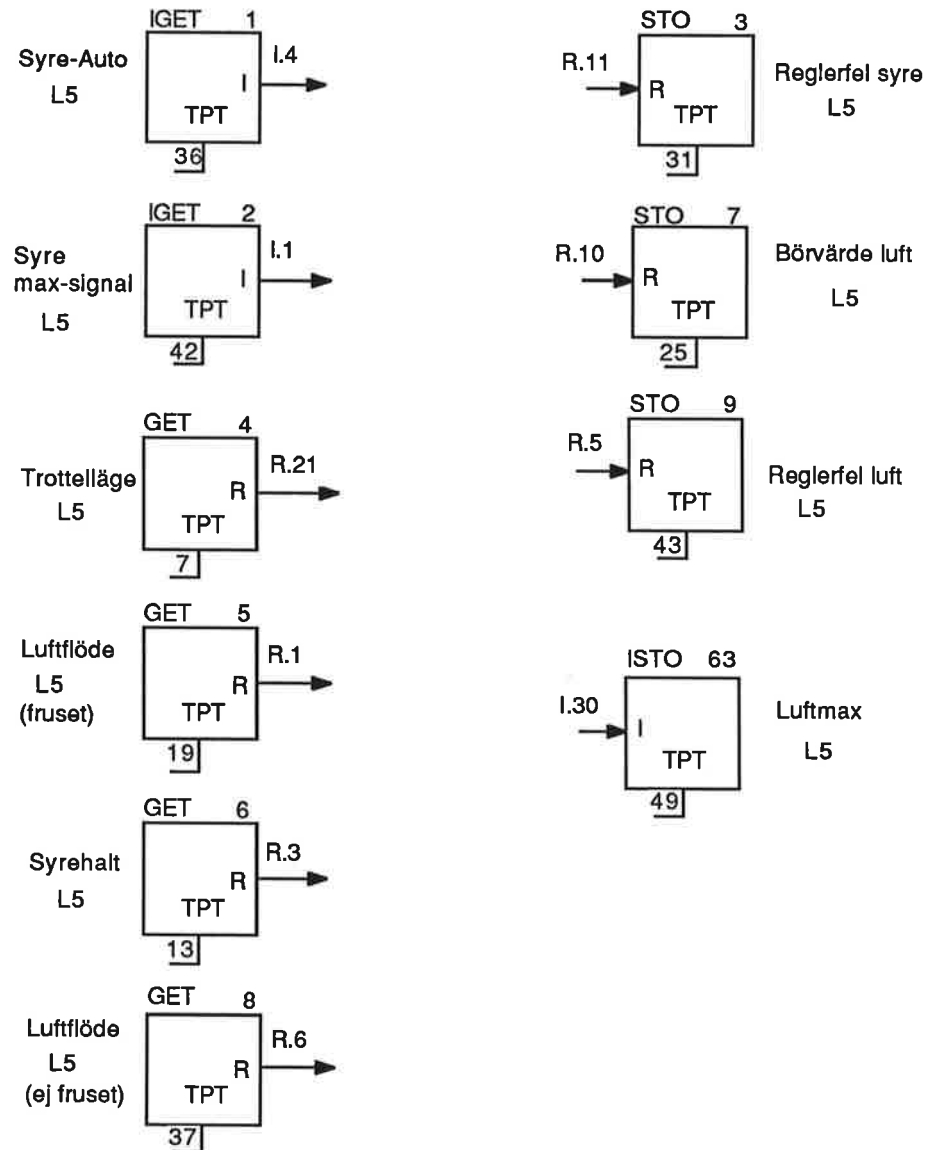 IGET 1
Syre-Auto
L5
I.4
I
TPT
36
IGET 2
Syre
max-signal
L5
I.1
I
TPT
42
GET 4
Trottelläge
L5
R.21
R
TPT
7
GET 5
Luftflöde
L5
(fruset)
R.1
R
TPT
19
GET 6
Syrehalt
L5
R.3
R
TPT
13
GET 8
Luftflöde
L5
(ej fruset)
R.6
R
TPT
37
STO 3
R.11
R
TPT
31
Reglerfel syre
L5
STO 7
R.10
R
TPT
25
Börvärde luft
L5
STO 9
R.5
R
TPT
43
Reglerfel luft
L5
ISTO 63
I.30
I
TPT
49
Luftmax
L5